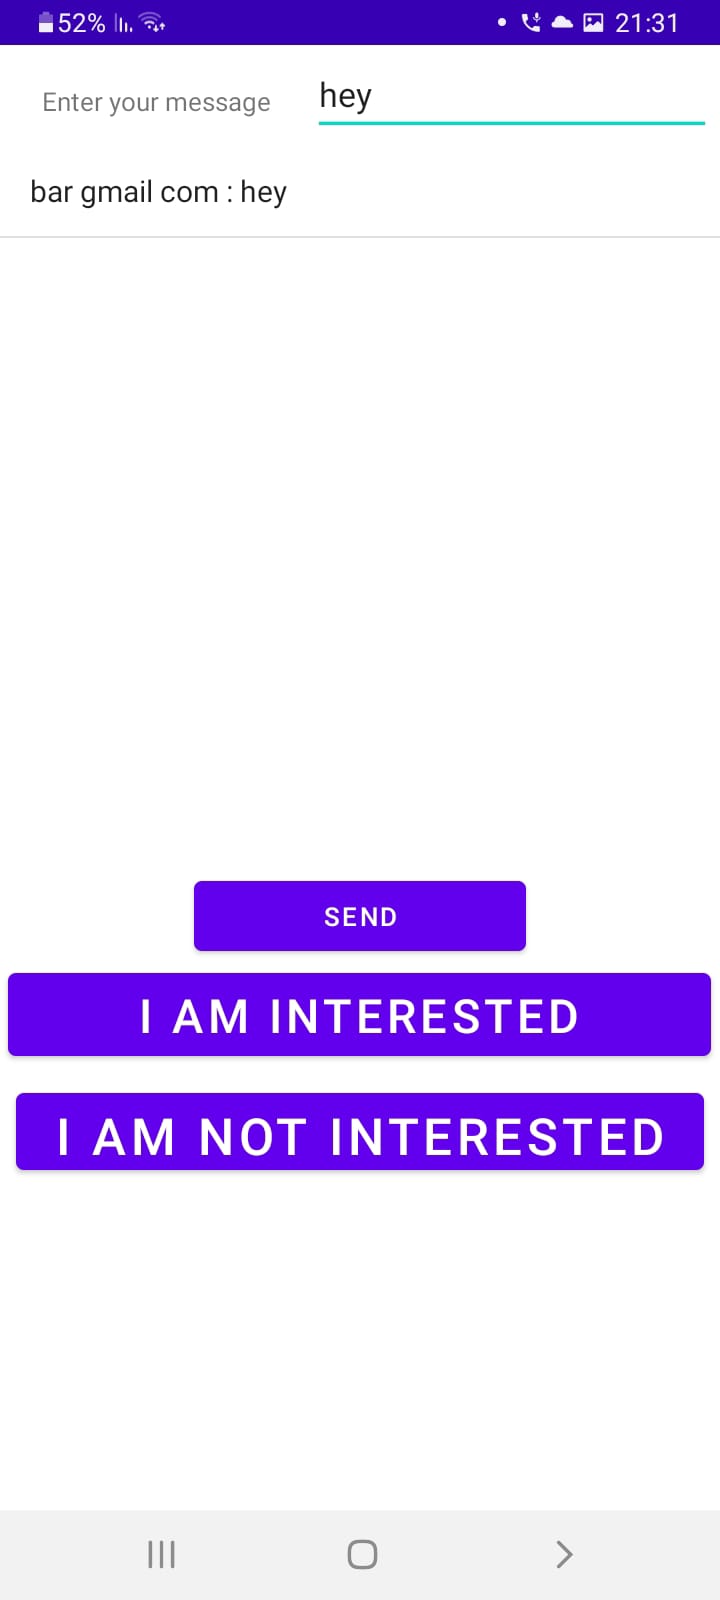 52% 21:31
Enter your message hey
bar gmail com : hey
SEND
I AM INTERESTED
I AM NOT INTERESTED